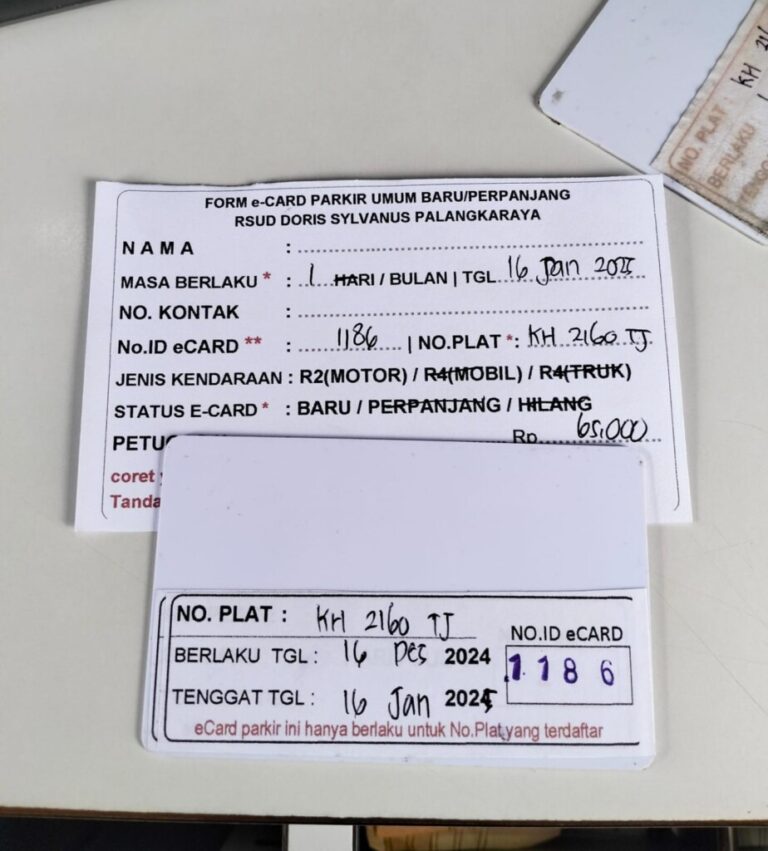 FORM e-CARD PARKIR UMUM BARU/PERPANJANG
RSUD DORIS SYLVANUS PALANGKARAYA
NAMA :
MASA BERLAKU * : 1 HARI / BULAN | TGL 16 Jan 2025
NO. KONTAK :
No.ID eCARD ** : 1186 | NO.PLAT *: KH 2160 TJ
JENIS KENDARAAN : R2(MOTOR) / R4(MOBIL) / R4(TRUK)
STATUS E-CARD * : BARU / PERPANJANG / HILANG
Rp. 65.000
coret
NO. PLAT : KH 2160 TJ
BERLAKU TGL : 16 Des 2024
TENGGAT TGL : 16 Jan 2025
NO.ID eCARD
1186
eCard parkir ini hanya berlaku untuk No.Plat yang terdaftar
NO. PLAT : KH
BERLAKU